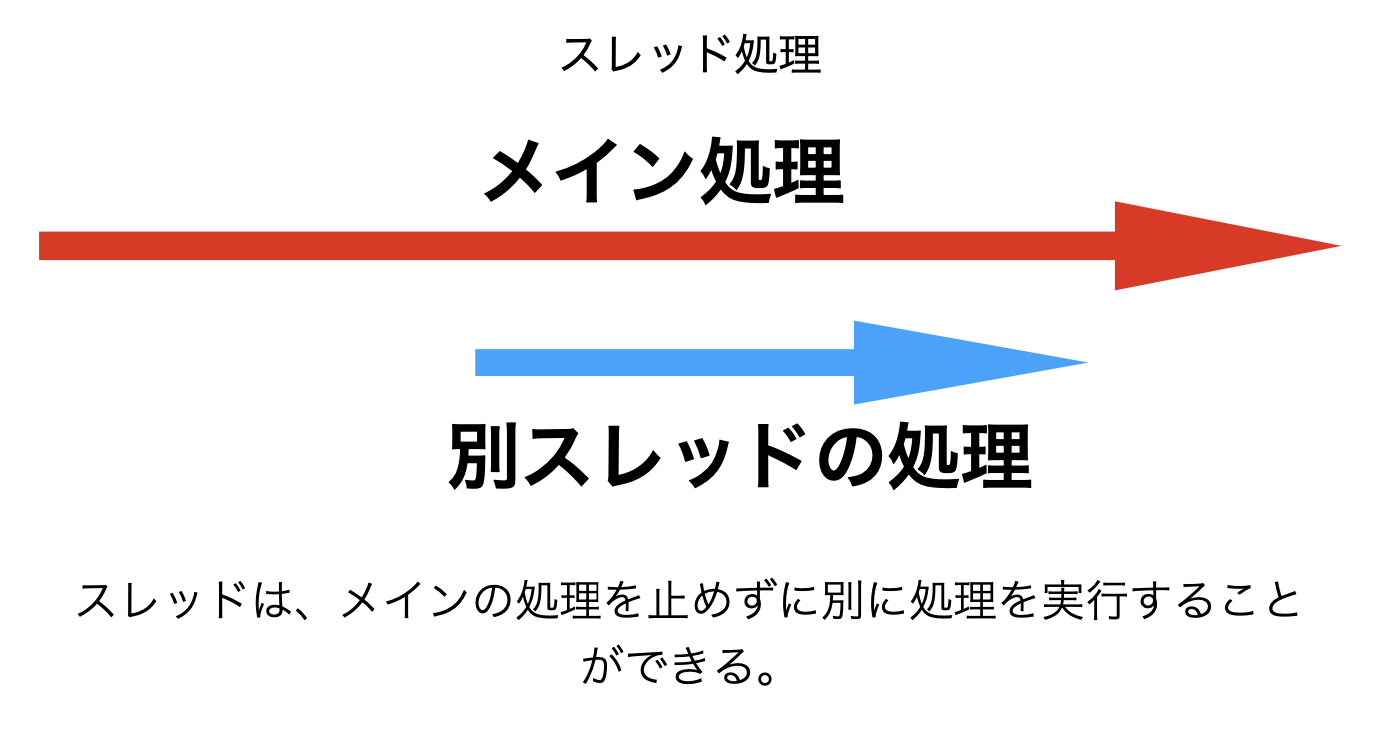 スレッド処理
メイン処理
別スレッドの処理
スレッドは、メインの処理を止めずに別に処理を実行すること
ができる。